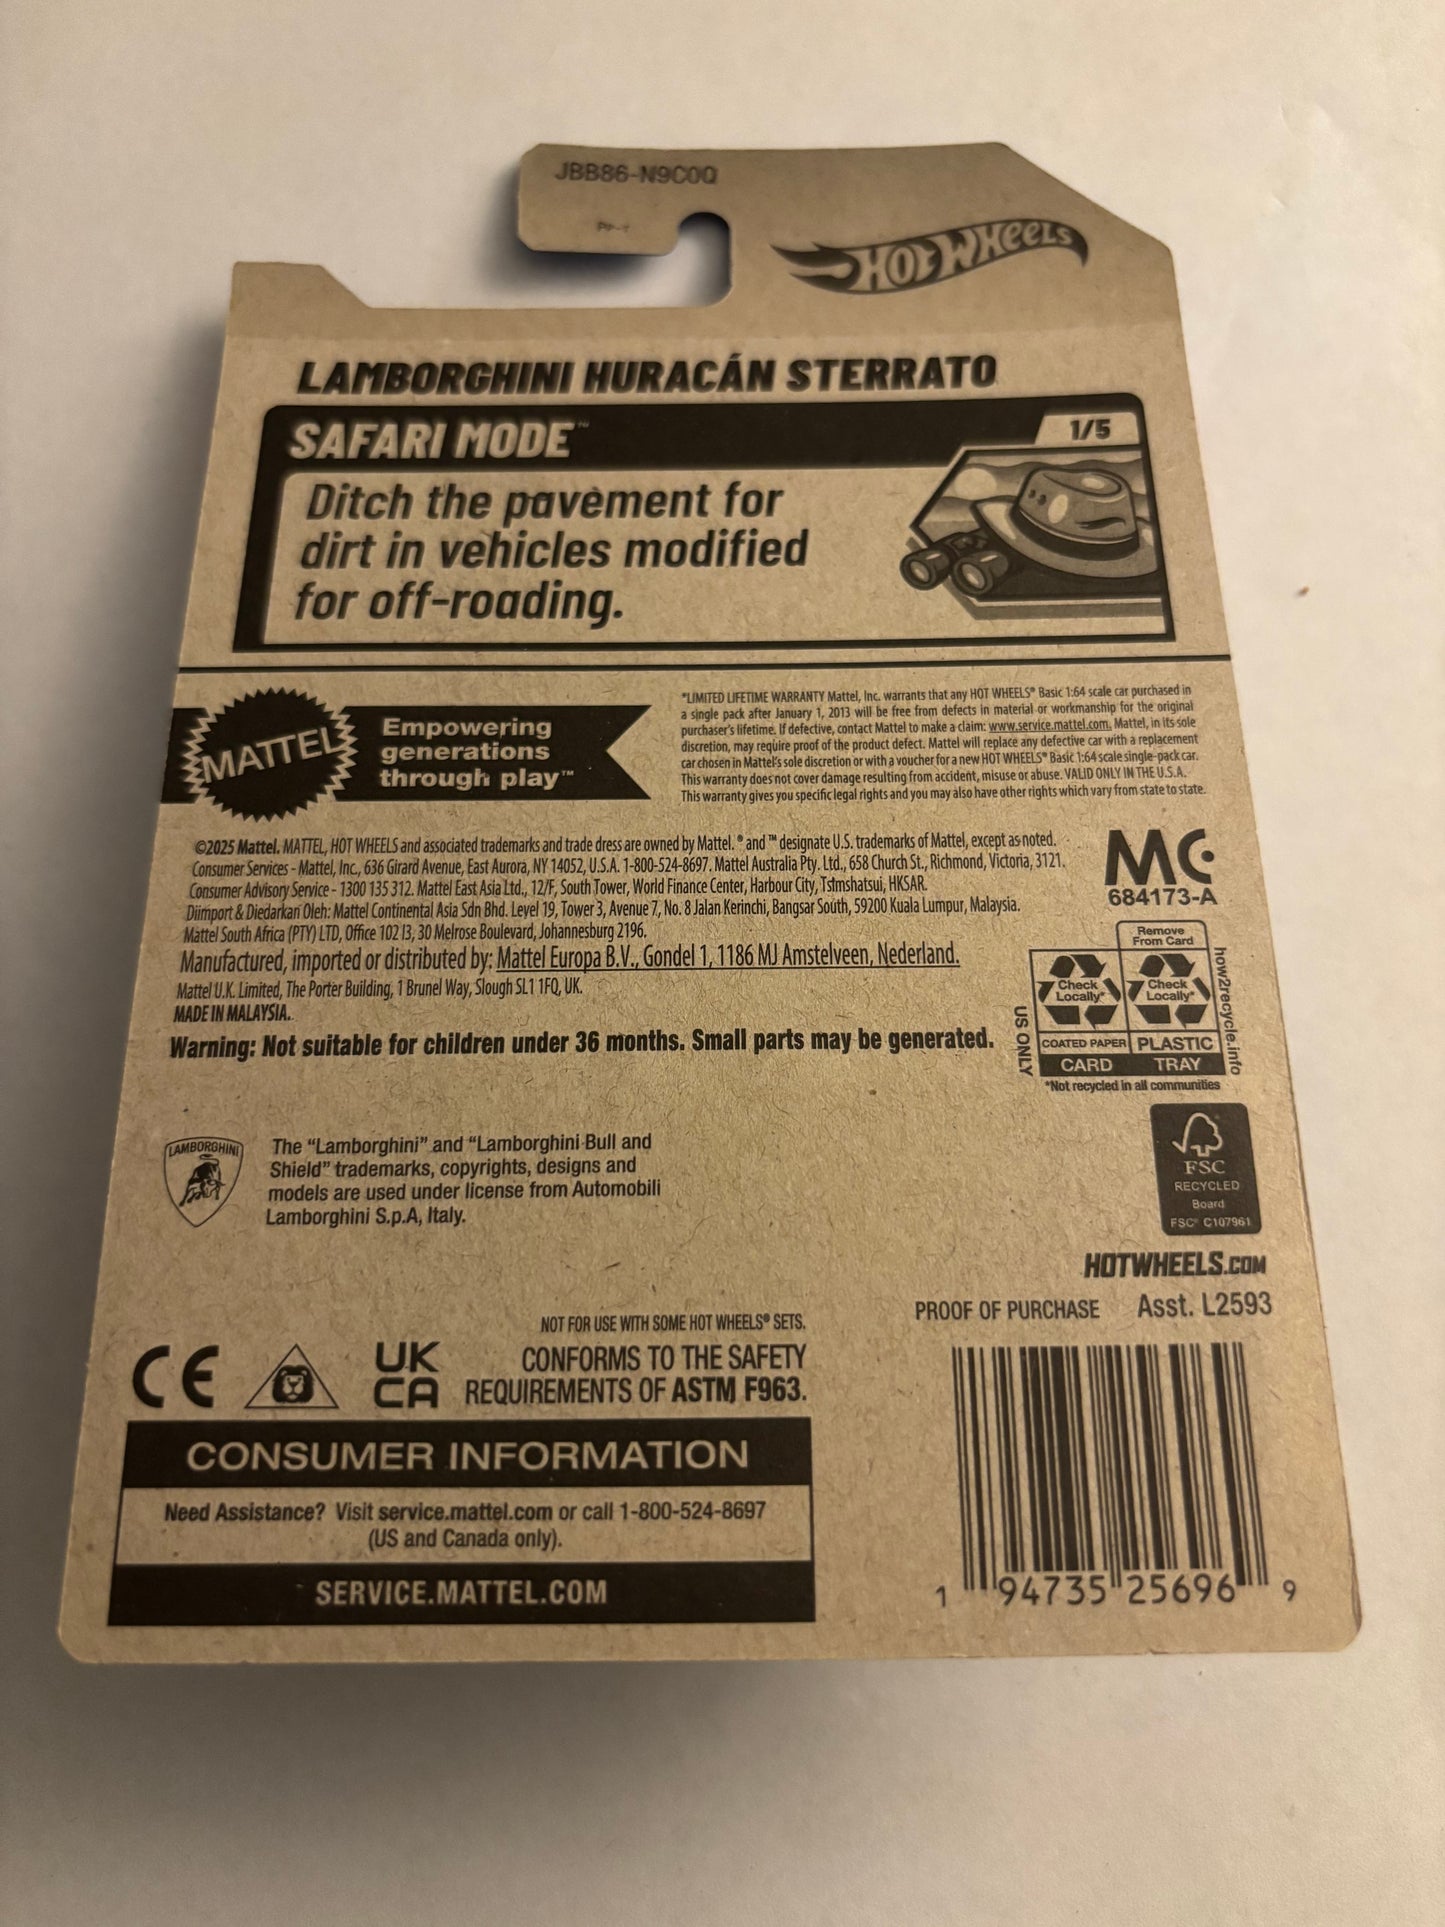 JBB86-N9C0Q
HOT WHEELS
LAMBORGHINI HURACÁN STERRATO
SAFARI MODE™
1/5
Ditch the pavement for
dirt in vehicles modified
for off-roading.
MATTEL
Empowering
generations
through play™
*LIMITED LIFETIME WARRANTY Mattel, Inc. warrants that any HOT WHEELS® Basic 1:64 scale car purchased in
a single pack after January 1, 2013 will be free from defects in material or workmanship for the original
purchaser's lifetime. If defective, contact Mattel to make a claim: www.service.mattel.com. Mattel, in its sole
discretion, may require proof of the product defect. Mattel will replace any defective car with a replacement
car chosen in Mattel's sole discretion or with a voucher for a new HOT WHEELS® Basic 1:64 scale single-pack car.
This warranty does not cover damage resulting from accident, misuse or abuse. VALID ONLY IN THE U.S.A.
This warranty gives you specific legal rights and you may also have other rights which vary from state to state.
©2025 Mattel. MATTEL, HOT WHEELS and associated trademarks and trade dress are owned by Mattel. ® and ™ designate U.S. trademarks of Mattel, except as noted.
Consumer Services - Mattel, Inc., 636 Girard Avenue, East Aurora, NY 14052, U.S.A. 1-800-524-8697. Mattel Australia Pty. Ltd., 658 Church St., Richmond, Victoria, 3121.
Consumer Advisory Service - 1300 135 312. Mattel East Asia Ltd., 12/F, South Tower, World Finance Center, Harbour City, Tsimshatsui, HKSAR.
Diimport & Diedarkan Oleh: Mattel Continental Asia Sdn Bhd. Level 19, Tower 3, Avenue 7, No. 8 Jalan Kerinchi, Bangsar South, 59200 Kuala Lumpur, Malaysia.
Mattel South Africa (PTY) LTD, Office 102 I3, 30 Melrose Boulevard, Johannesburg 2196.
Manufactured, imported or distributed by: Mattel Europa B.V., Gondel 1, 1186 MJ Amstelveen, Nederland.
Mattel U.K. Limited, The Porter Building, 1 Brunel Way, Slough SL1 1FQ, UK.
MADE IN MALAYSIA.
Warning: Not suitable for children under 36 months. Small parts may be generated.
MC
684173-A
Remove
From Card
Check
Locally*
Check
Locally*
COATED PAPER
PLASTIC
CARD
TRAY
US ONLY
how2recycle.info
*Not recycled in all communities
FSC
RECYCLED
Board
FSC® C107961
LAMBORGHINI
The “Lamborghini” and “Lamborghini Bull and
Shield” trademarks, copyrights, designs and
models are used under license from Automobili
Lamborghini S.p.A, Italy.
HOTWHEELS.COM
PROOF OF PURCHASE Asst. L2593
NOT FOR USE WITH SOME HOT WHEELS® SETS.
CONFORMS TO THE SAFETY
REQUIREMENTS OF ASTM F963.
CE
UK
CA
CONSUMER INFORMATION
Need Assistance? Visit service.mattel.com or call 1-800-524-8697
(US and Canada only).
SERVICE.MATTEL.COM
1 94735 25696 9